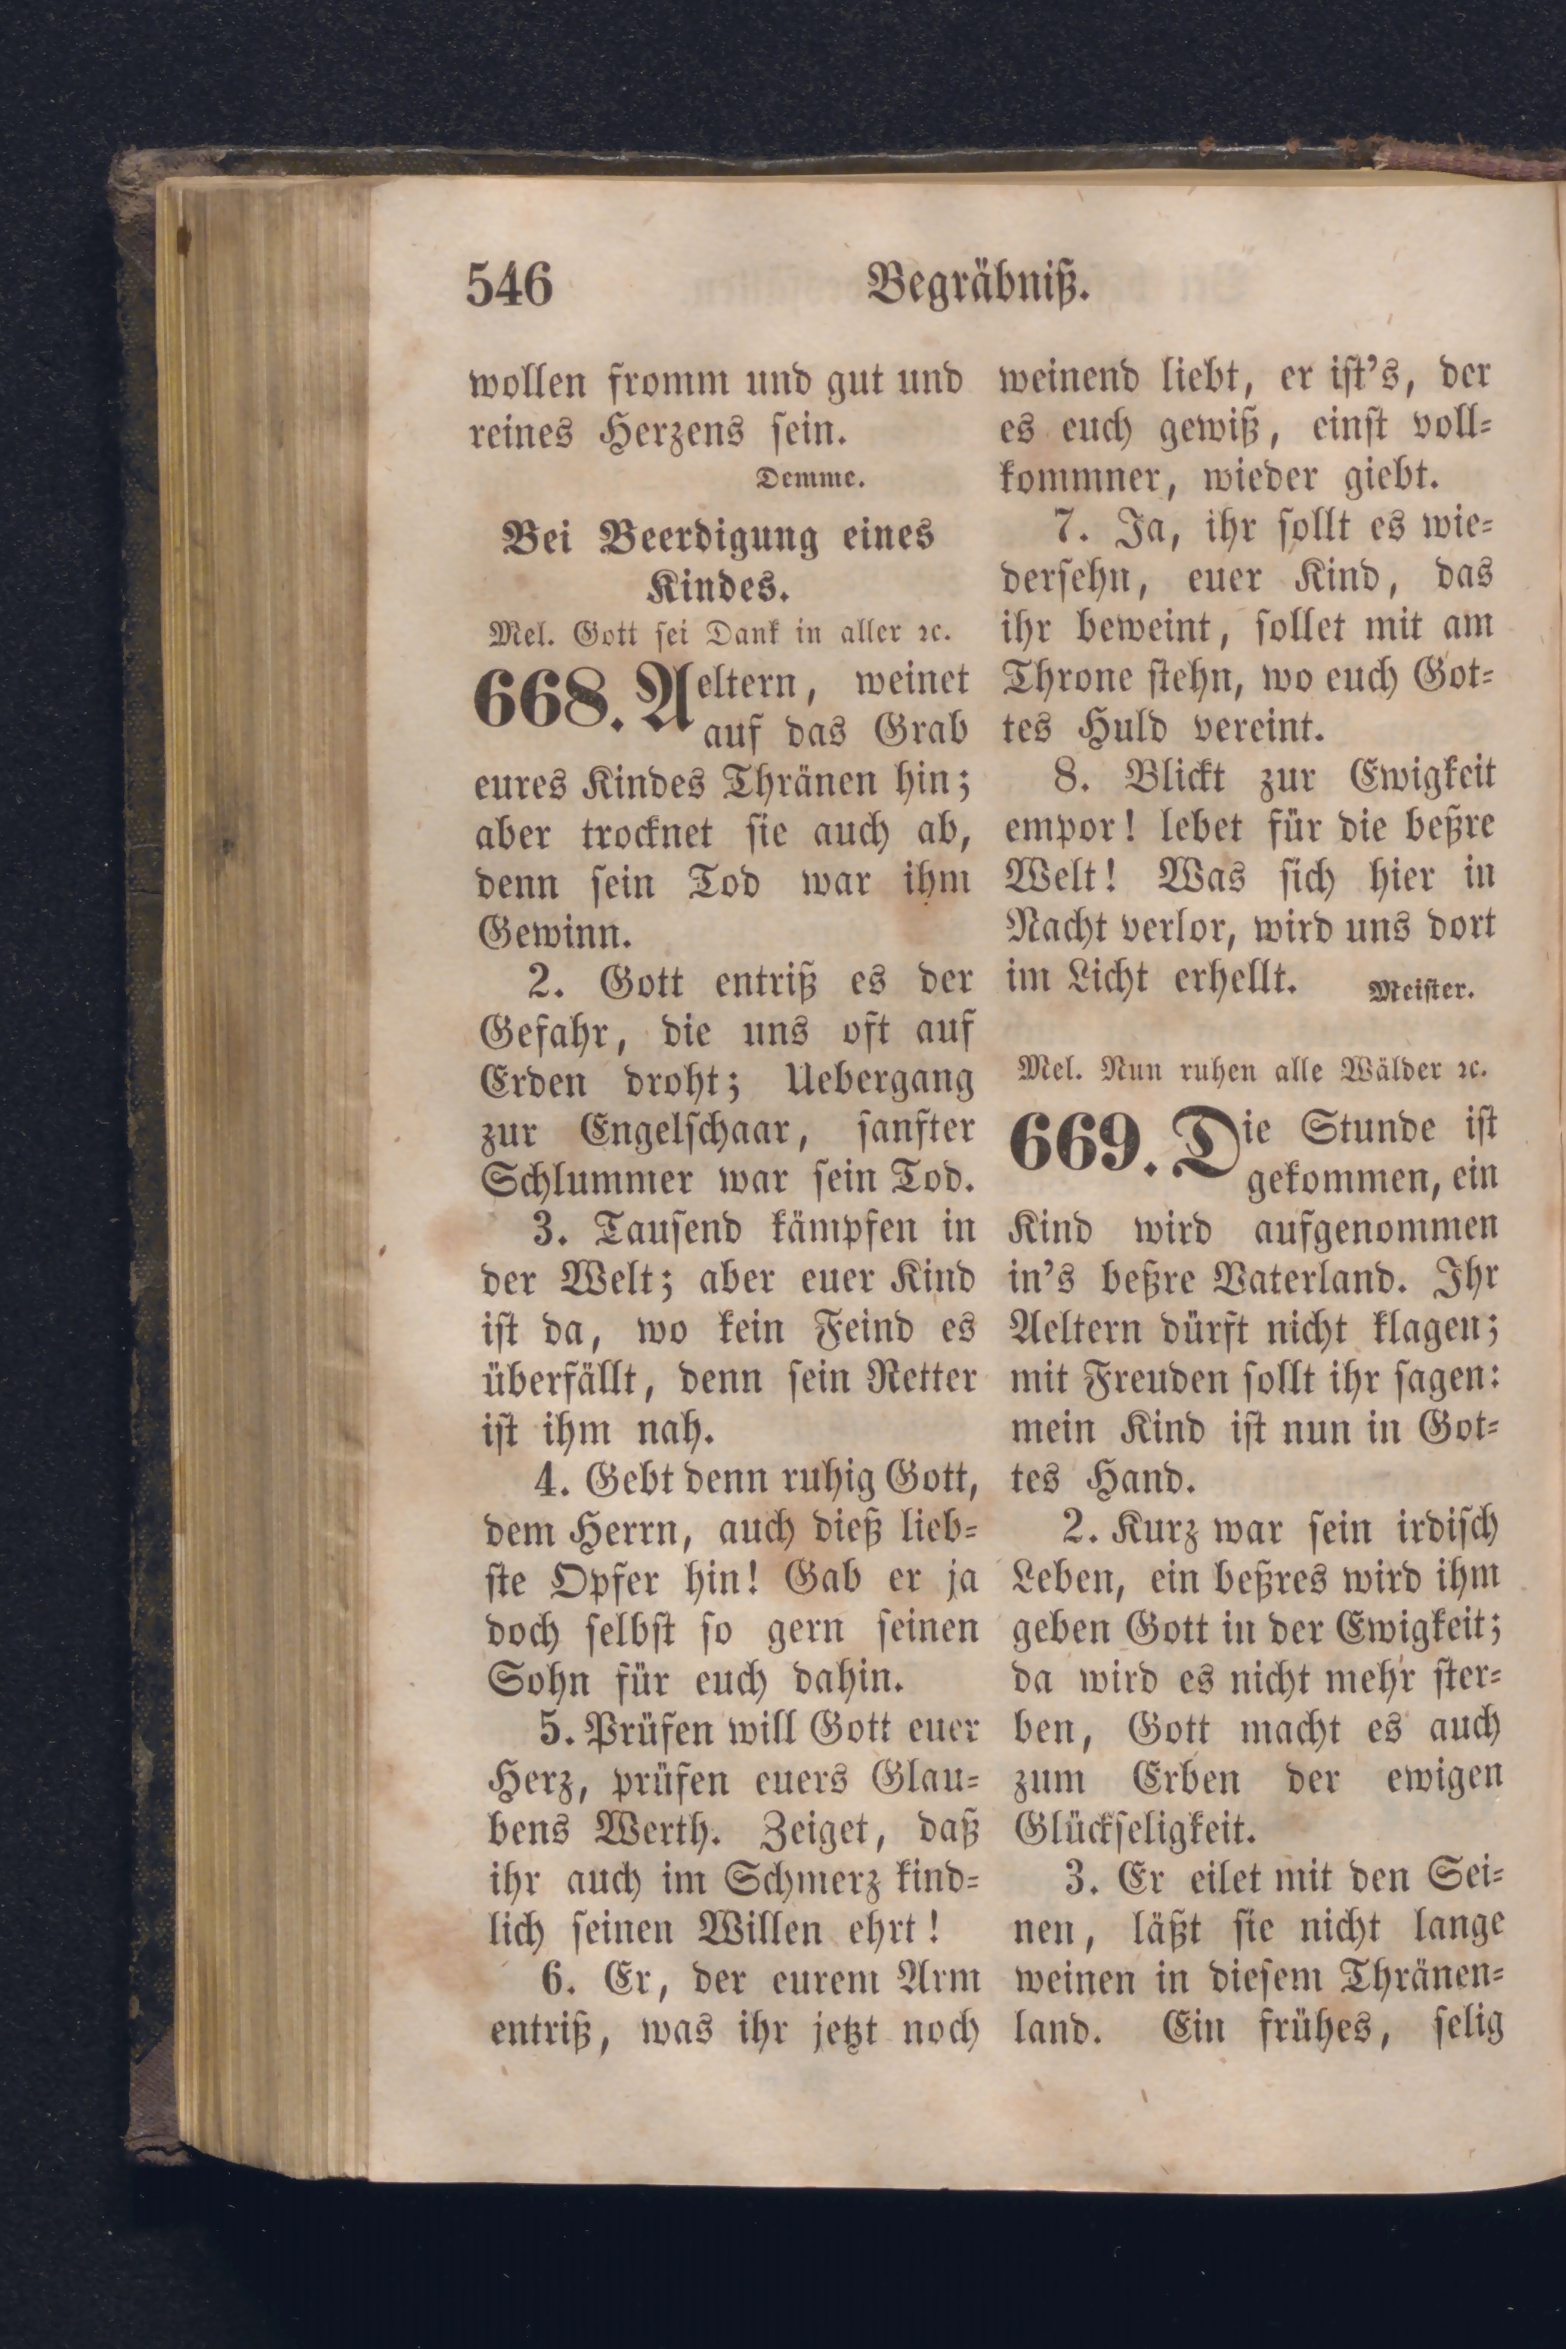 546
Begräbniß.
wollen fromm und gut und
reines Herzens sein.
Demme.
Bei Beerdigung eines
Kindes.
Mel. Gott sei Dank in aller ꝛc.
668. Aeltern, weinet
auf das Grab
eures Kindes Thränen hin;
aber trocknet sie auch ab,
denn sein Tod war ihm
Gewinn.
2. Gott entriß es der
Gefahr, die uns oft auf
Erden droht; Uebergang
zur Engelschaar, sanfter
Schlummer war sein Tod.
3. Tausend kämpfen in
der Welt; aber euer Kind
ist da, wo kein Feind es
überfällt, denn sein Retter
ist ihm nah.
4. Gebt denn ruhig Gott,
dem Herrn, auch dieß lieb-
ste Opfer hin! Gab er ja
doch selbst so gern seinen
Sohn für euch dahin.
5. Prüfen will Gott euer
Herz, prüfen euers Glau-
bens Werth. Zeiget, daß
ihr auch im Schmerz kind-
lich seinen Willen ehrt!
6. Er, der eurem Arm
entriß, was ihr jetzt noch
weinend liebt, er ist's, der
es euch gewiß, einst voll-
kommner, wieder giebt.
7. Ja, ihr sollt es wie-
dersehn, euer Kind, das
ihr beweint, sollet mit am
Throne stehn, wo euch Got-
tes Huld vereint.
8. Blickt zur Ewigkeit
empor! lebet für die beßre
Welt! Was sich hier in
Nacht verlor, wird uns dort
im Licht erhellt. Meister.
Mel. Nun ruhen alle Wälder ꝛc.
669. Die Stunde ist
gekommen, ein
Kind wird aufgenommen
in's beßre Vaterland. Ihr
Aeltern dürft nicht klagen;
mit Freuden sollt ihr sagen:
mein Kind ist nun in Got-
tes Hand.
2. Kurz war sein irdisch
Leben, ein beßres wird ihm
geben Gott in der Ewigkeit;
da wird es nicht mehr ster-
ben, Gott macht es auch
zum Erben der ewigen
Glückseligkeit.
3. Er eilet mit den Sei-
nen, läßt sie nicht lange
weinen in diesem Thränen-
land. Ein frühes, selig